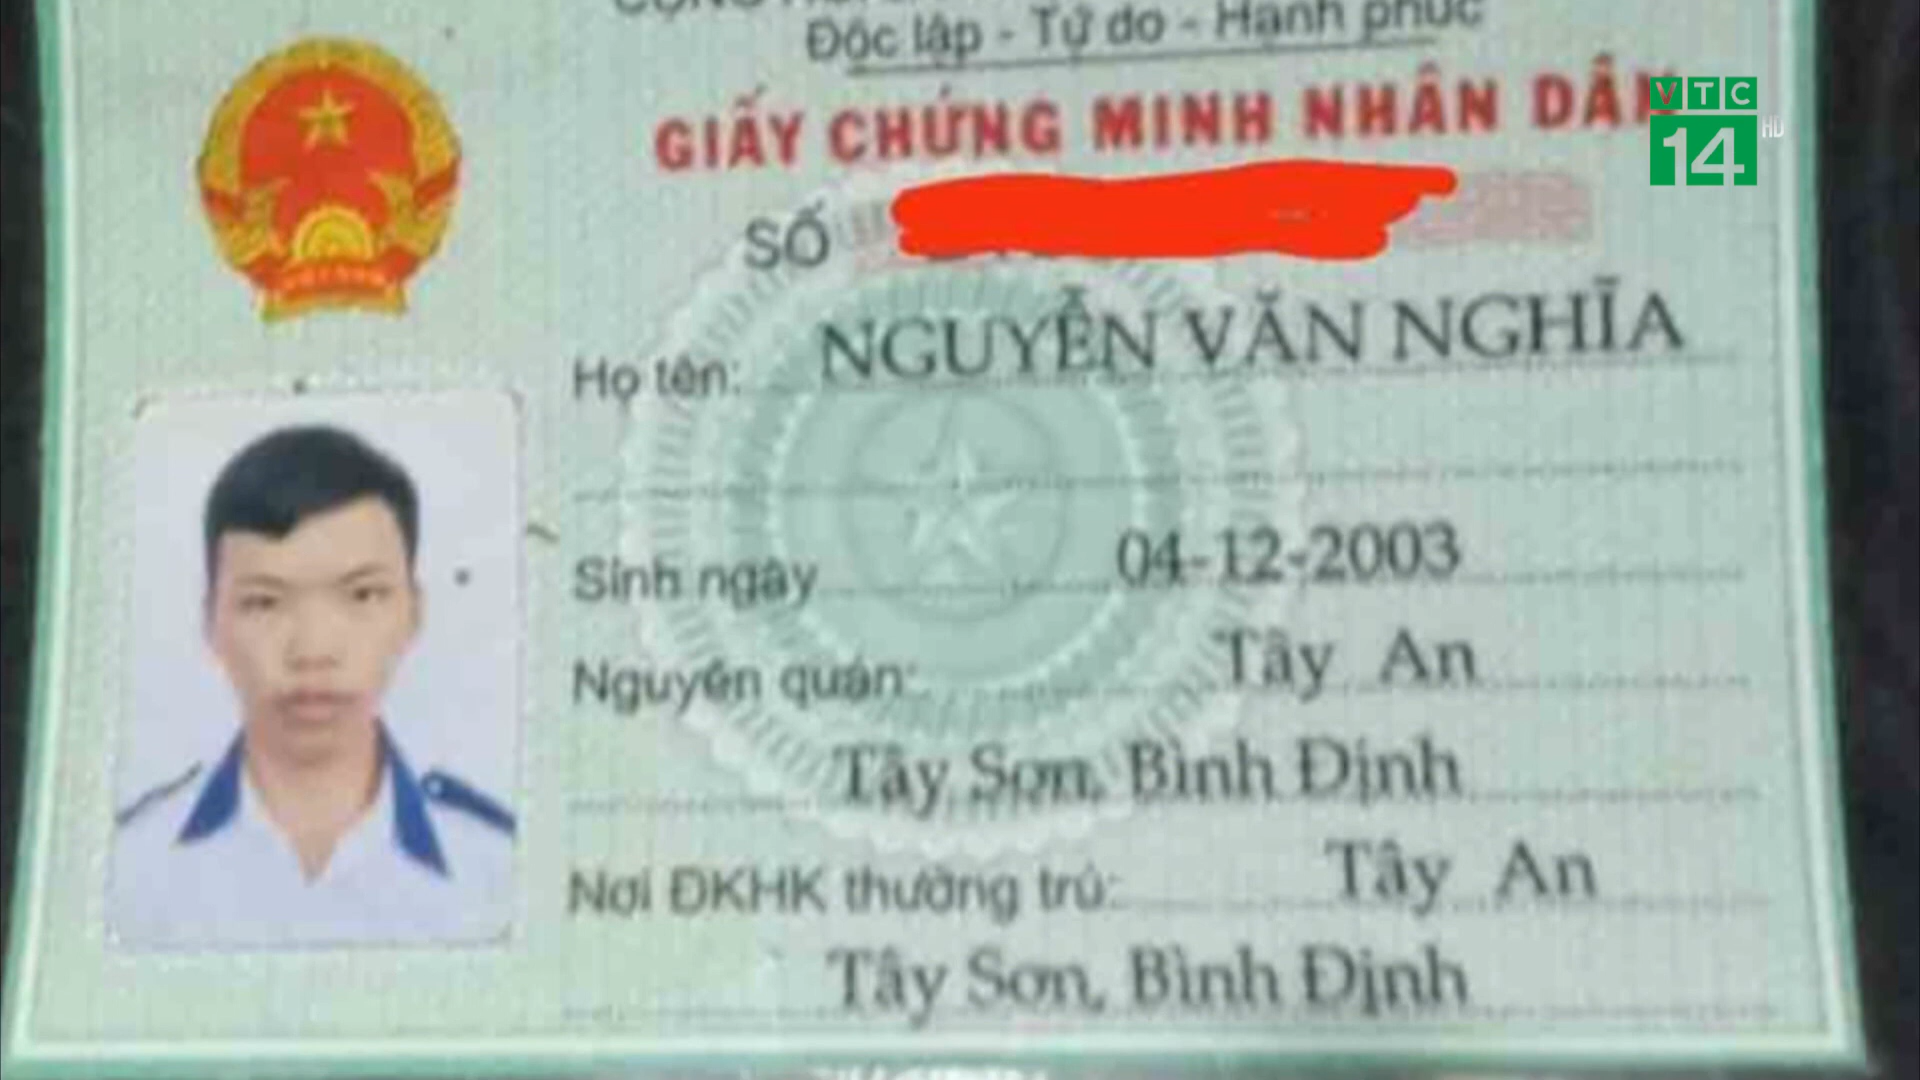 Độc lập - Tự do - Hạnh phúc
GIẤY CHỨNG MINH NHÂN DÂN
VTC
14
HD
SỐ
Họ tên: NGUYỄN VĂN NGHĨA
Sinh ngày 04-12-2003
Nguyên quán: Tây An
Tây Sơn, Bình Định
Nơi ĐKHK thường trú: Tây An
Tây Sơn, Bình Định